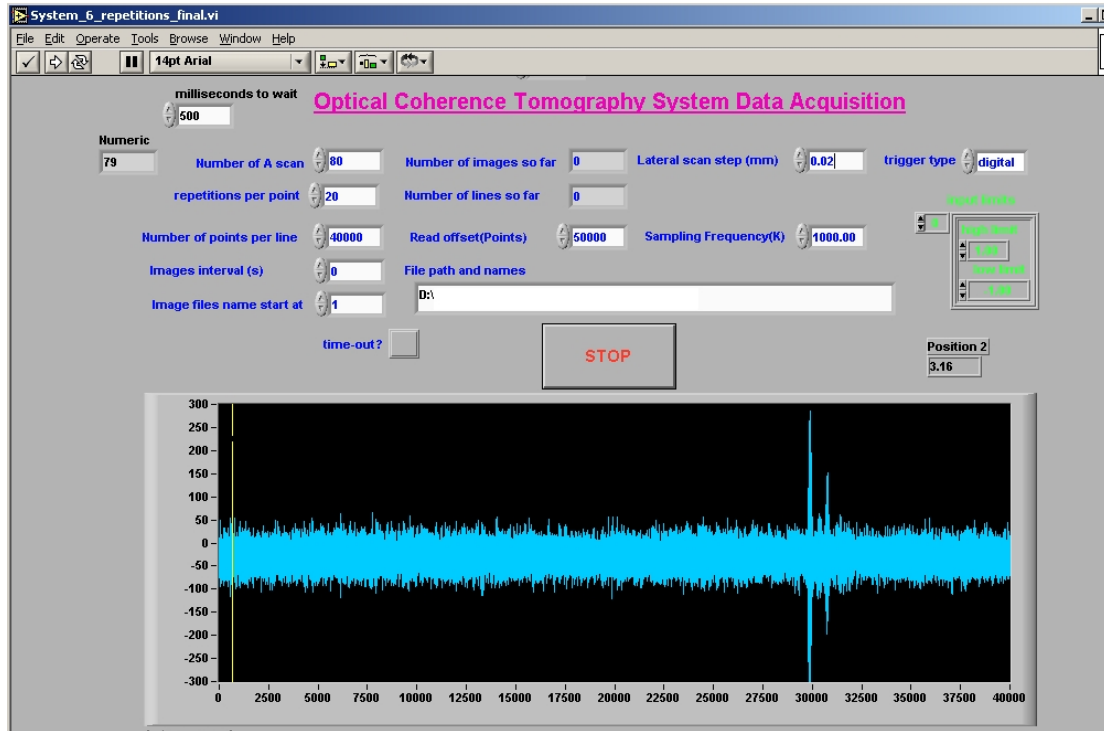 System_6_repetitions_final.vi
File Edit Operate Tools Browse Window Help
14pt Arial
milliseconds to wait
500
Optical Coherence Tomography System Data Acquisition
Numeric
79
Number of A scan 80 Number of images so far 0 Lateral scan step (mm) 0.02 trigger type digital
repetitions per point 20 Number of lines so far 0
Number of points per line 40000 Read offset(Points) 50000 Sampling Frequency(K) 1000.00
Images interval (s) 0 File path and names
Image files name start at 1 D:\
time-out? STOP
Position 2
3.16
300
250
200
150
100
50
0
-50
-100
-150
-200
-250
-300
0 2500 5000 7500 10000 12500 15000 17500 20000 22500 25000 27500 30000 32500 35000 37500 40000